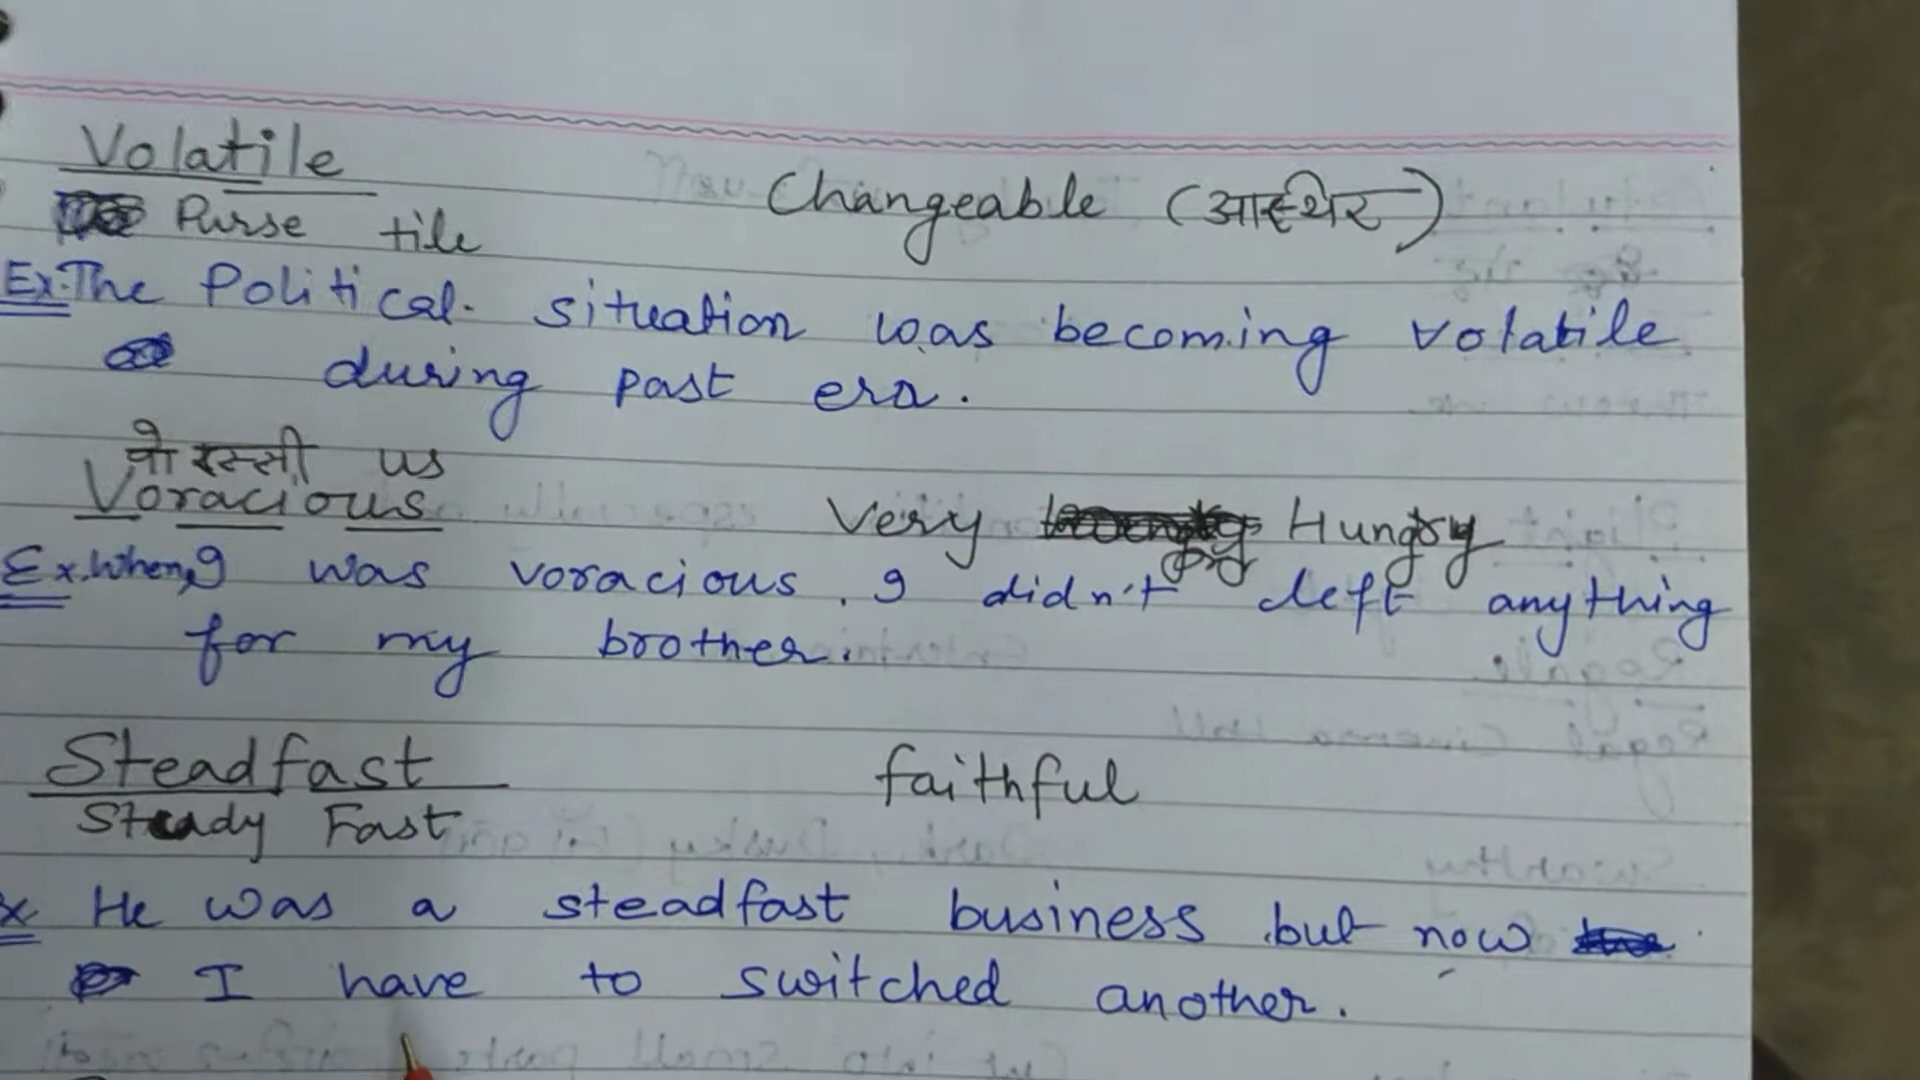 Volatile Changeable (आस्थिर)
Purse tile
Ex:The Political. situation was becoming volatile
during past era.
वो रस्सी us
Voracious Very Hungry
Ex.When, I was voracious. I didn't left anything
for my brother.
Steadfast faithful
Steady Fast
Ex He was a steadfast business but now
I have to switched another.